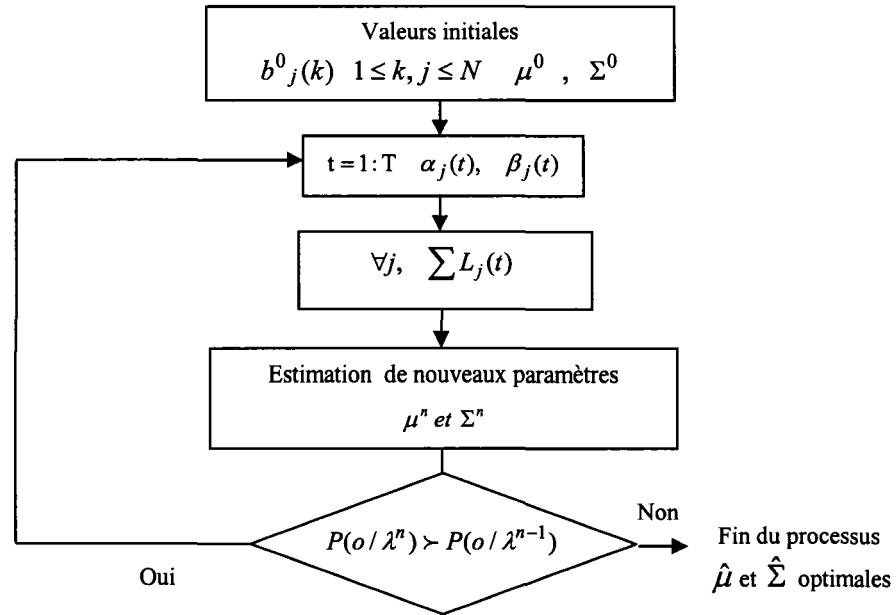 Valeurs initiales
b⁰ⱼ(k) 1 ≤ k, j ≤ N μ⁰ , Σ⁰
t = 1 : T αⱼ(t), βⱼ(t)
∀j, ∑ Lⱼ(t)
Estimation de nouveaux paramètres
μⁿ et Σⁿ
P(o / λⁿ) ≻ P(o / λⁿ⁻¹)
Non
Oui
Fin du processus
μ̂ et Σ̂ optimales